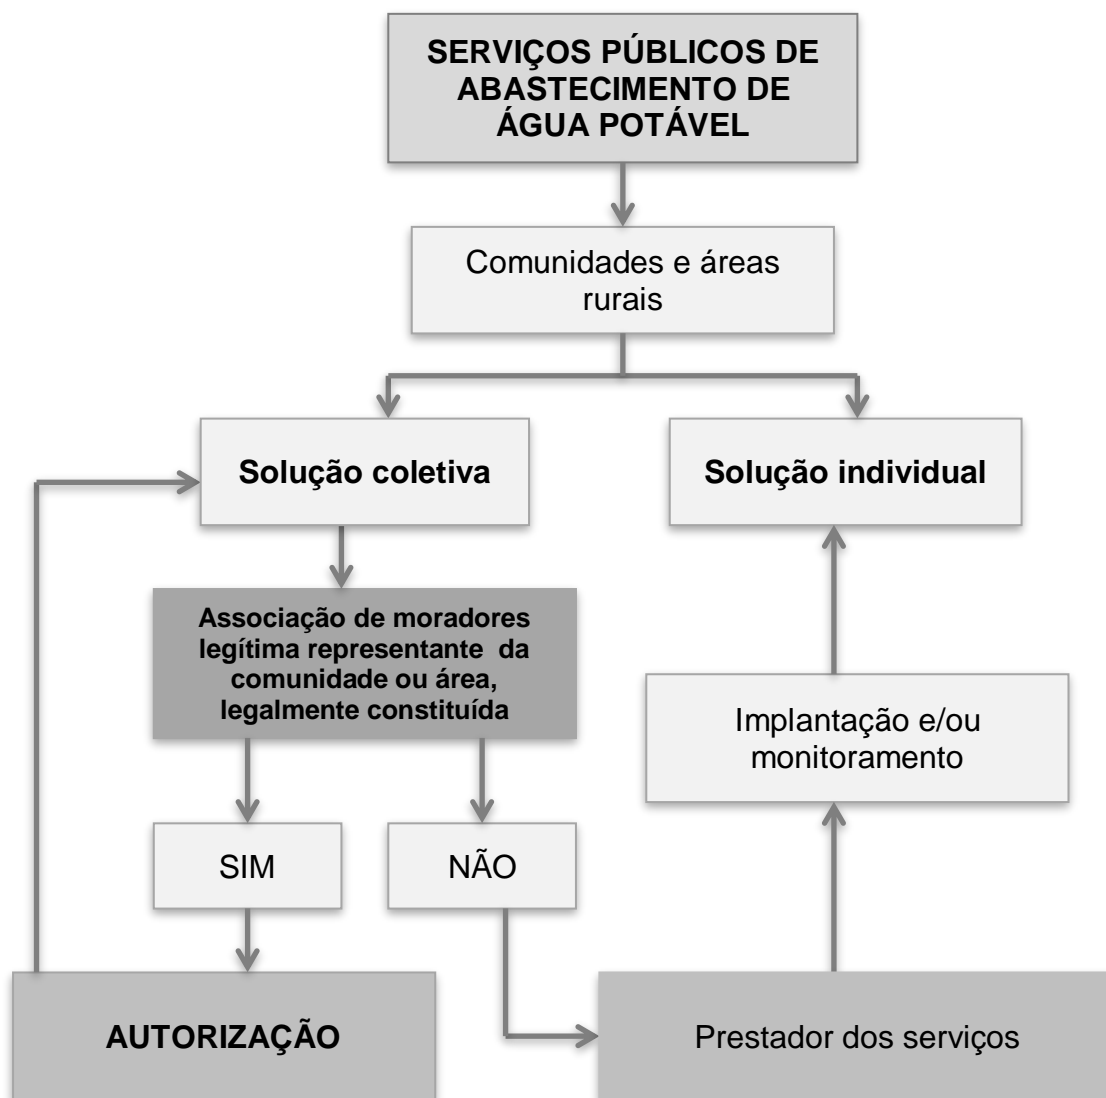 SERVIÇOS PÚBLICOS DE
ABASTECIMENTO DE
ÁGUA POTÁVEL
Comunidades e áreas
rurais
Solução coletiva
Solução individual
Associação de moradores
legítima representante da
comunidade ou área,
legalmente constituída
Implantação e/ou
monitoramento
SIM
NÃO
AUTORIZAÇÃO
Prestador dos serviços